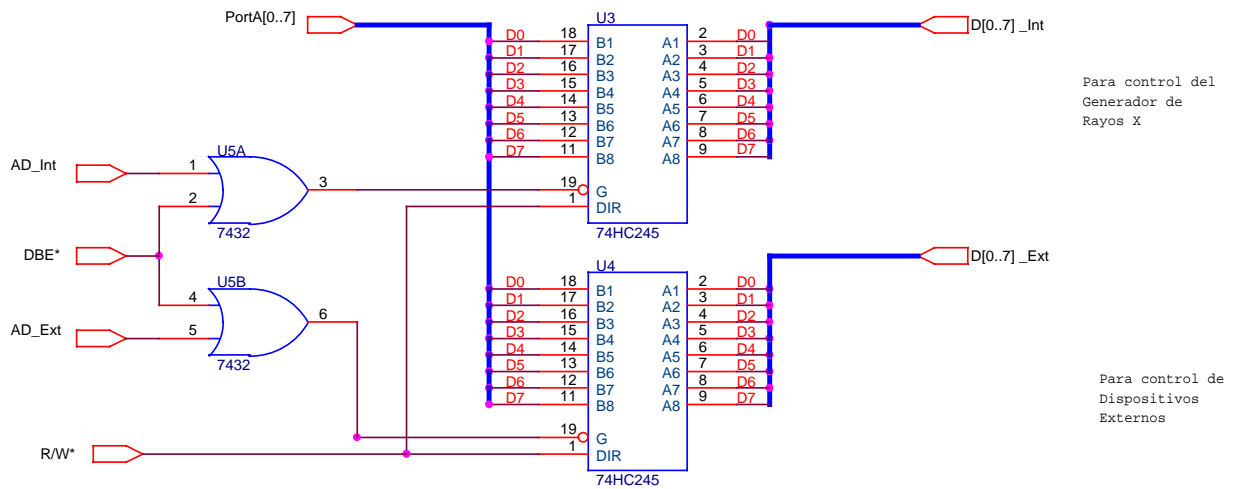 PortA[0..7]
U3
D[0..7] _Int
D0 18 B1 A1 2 D0
D1 17 B2 A2 3 D1
D2 16 B3 A3 4 D2
D3 15 B4 A4 5 D3
D4 14 B5 A5 6 D4
D5 13 B6 A6 7 D5
D6 12 B7 A7 8 D6
D7 11 B8 A8 9 D7
19 G
1 DIR
74HC245
Para control del
Generador de
Rayos X
AD_Int
U5A
1
2
3
7432
DBE*
U5B
4
5
6
7432
AD_Ext
U4
D[0..7] _Ext
D0 18 B1 A1 2 D0
D1 17 B2 A2 3 D1
D2 16 B3 A3 4 D2
D3 15 B4 A4 5 D3
D4 14 B5 A5 6 D4
D5 13 B6 A6 7 D5
D6 12 B7 A7 8 D6
D7 11 B8 A8 9 D7
19 G
1 DIR
74HC245
Para control de
Dispositivos
Externos
R/W*